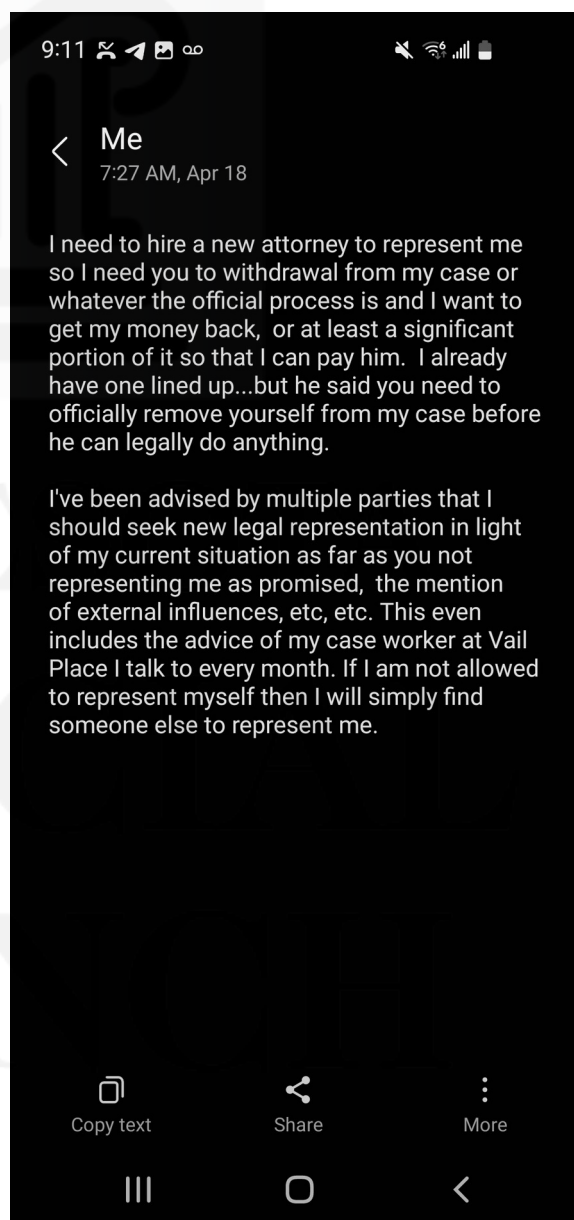 9:11
Me
7:27 AM, Apr 18
I need to hire a new attorney to represent me
so I need you to withdrawal from my case or
whatever the official process is and I want to
get my money back,  or at least a significant
portion of it so that I can pay him.  I already
have one lined up...but he said you need to
officially remove yourself from my case before
he can legally do anything.
I've been advised by multiple parties that I
should seek new legal representation in light
of my current situation as far as you not
representing me as promised,  the mention
of external influences, etc, etc. This even
includes the advice of my case worker at Vail
Place I talk to every month. If I am not allowed
to represent myself then I will simply find
someone else to represent me.
Copy text
Share
More